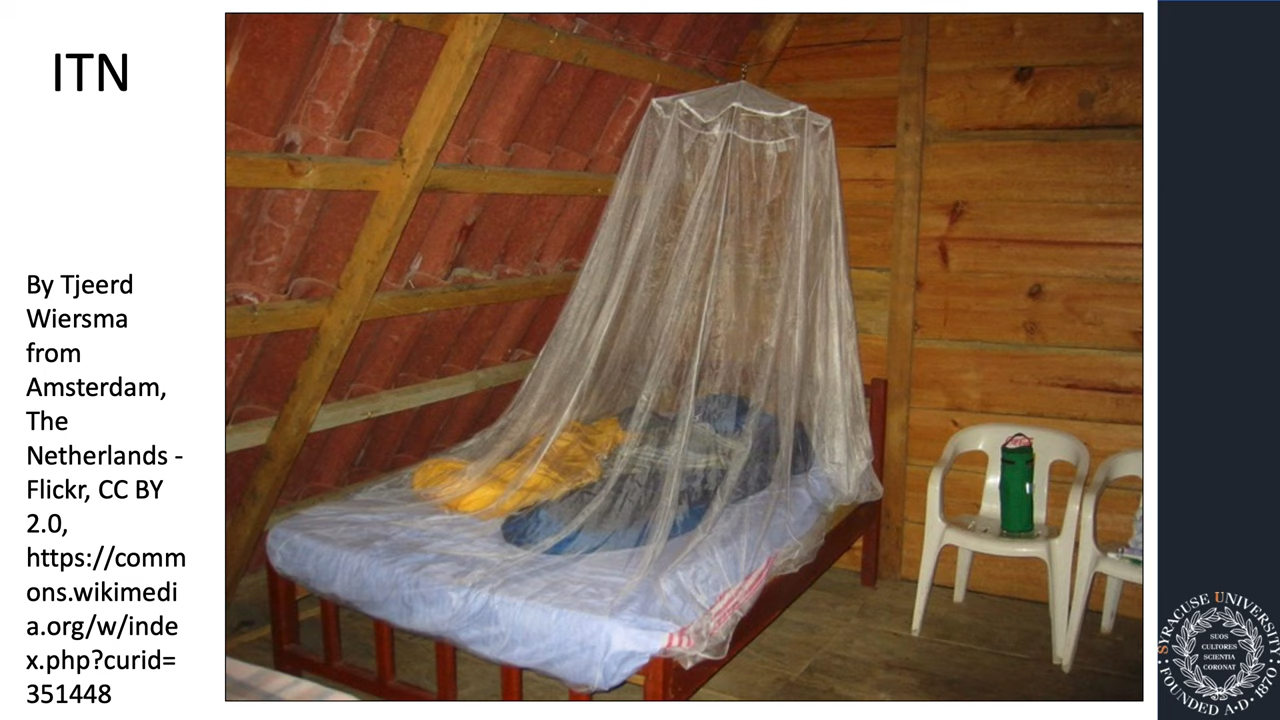 ITN
By Tjeerd
Wiersma
from
Amsterdam,
The
Netherlands -
Flickr, CC BY
2.0,
https://comm
ons.wikimedi
a.org/w/inde
x.php?curid=
351448
SYRACUSE UNIVERSITY
SUOS
CULTORES
SCIENTIA
CORONAT
FOUNDED A·D·1870